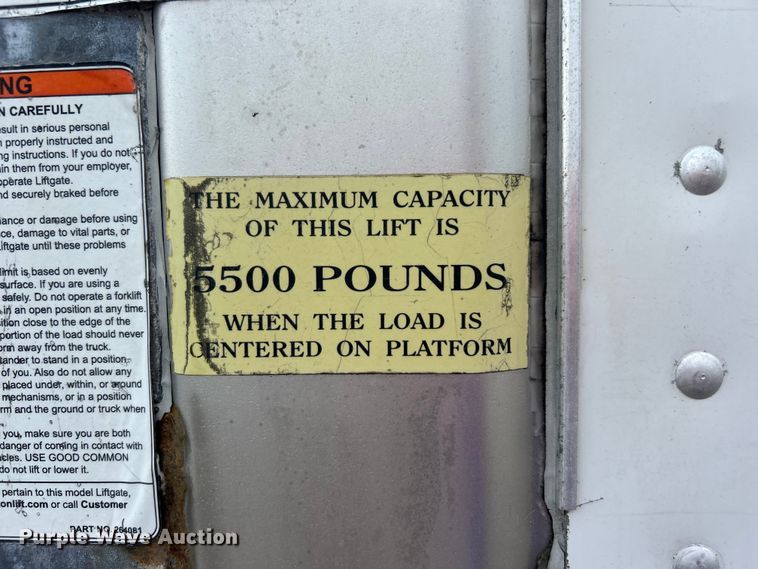 NG
N CAREFULLY
esult in serious personal
properly instructed and
ng instructions. If you do not
in them from your employer,
operate Liftgate.
nd securely braked before
ance or damage before using
ce, damage to vital parts, or
iftgate until these problems
limit is based on evenly
surface. If you are using a
safely. Do not operate a forklift
in an open position at any time.
ition close to the edge of the
portion of the load should never
orm away from the truck.
tander to stand in a position
of you. Also do not allow any
placed under, within, or around
mechanisms, or in a position
rm and the ground or truck when
you, make sure you are both
danger of coming in contact with
cles. USE GOOD COMMON
do not lift or lower it.
pertain to this model Liftgate,
onlift.com or call Customer
PART NO. 264081
THE MAXIMUM CAPACITY
OF THIS LIFT IS
5500 POUNDS
WHEN THE LOAD IS
CENTERED ON PLATFORM
Purple Wave Auction